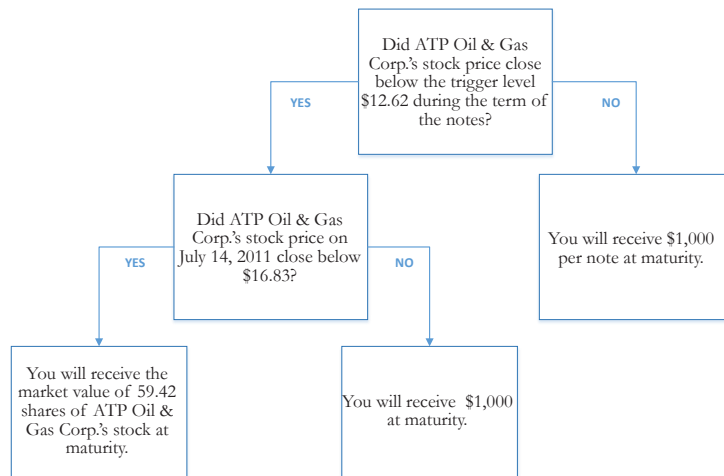 Did ATP Oil & Gas
Corp.'s stock price close
below the trigger level
$12.62 during the term of
the notes?
YES
NO
Did ATP Oil & Gas
Corp.'s stock price on
July 14, 2011 close below
$16.83?
You will receive $1,000
per note at maturity.
YES
NO
You will receive the
market value of 59.42
shares of ATP Oil &
Gas Corp.'s stock at
maturity.
You will receive $1,000
at maturity.